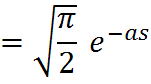 = √(π/2) e^{-as}